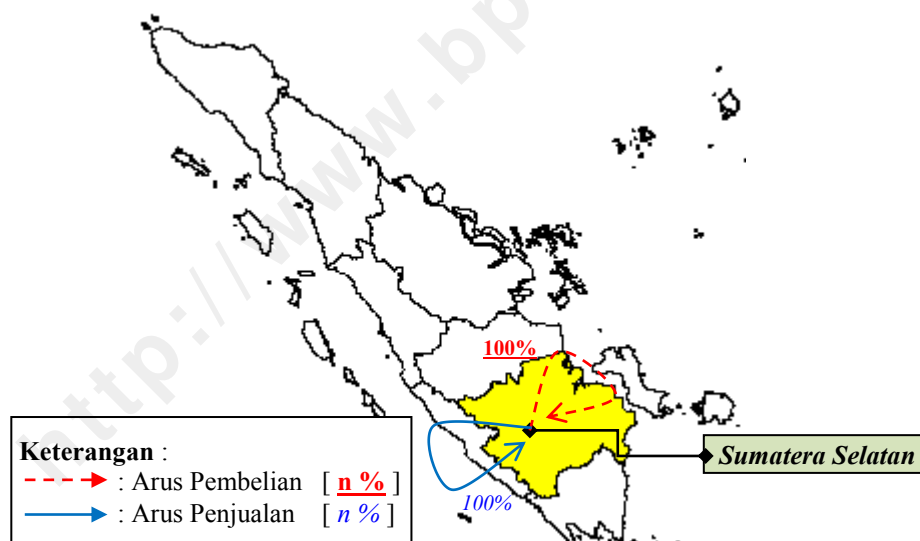 http://www.bp
100%
Sumatera Selatan
100%
Keterangan :
: Arus Pembelian [ n % ]
: Arus Penjualan [ n % ]